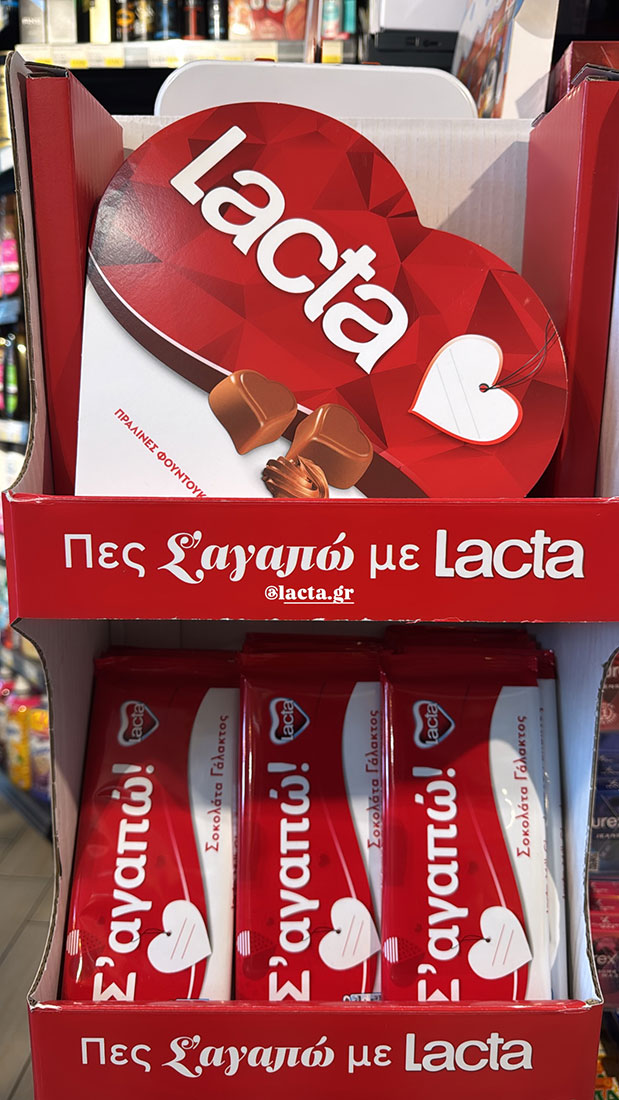 Lacta
ΠΡΑΛΙΝΕΣ ΦΟΥΝΤΟΥΚ
Πες Σ'αγαπώ με Lacta
@lacta.gr
Lacta
Σ'αγαπώ!
Σοκολάτα Γάλακτος
Lacta
Σ'αγαπώ!
Σοκολάτα Γάλακτος
Lacta
Σ'αγαπώ!
Σοκολάτα Γάλακτος
Πες Σ'αγαπώ με Lacta